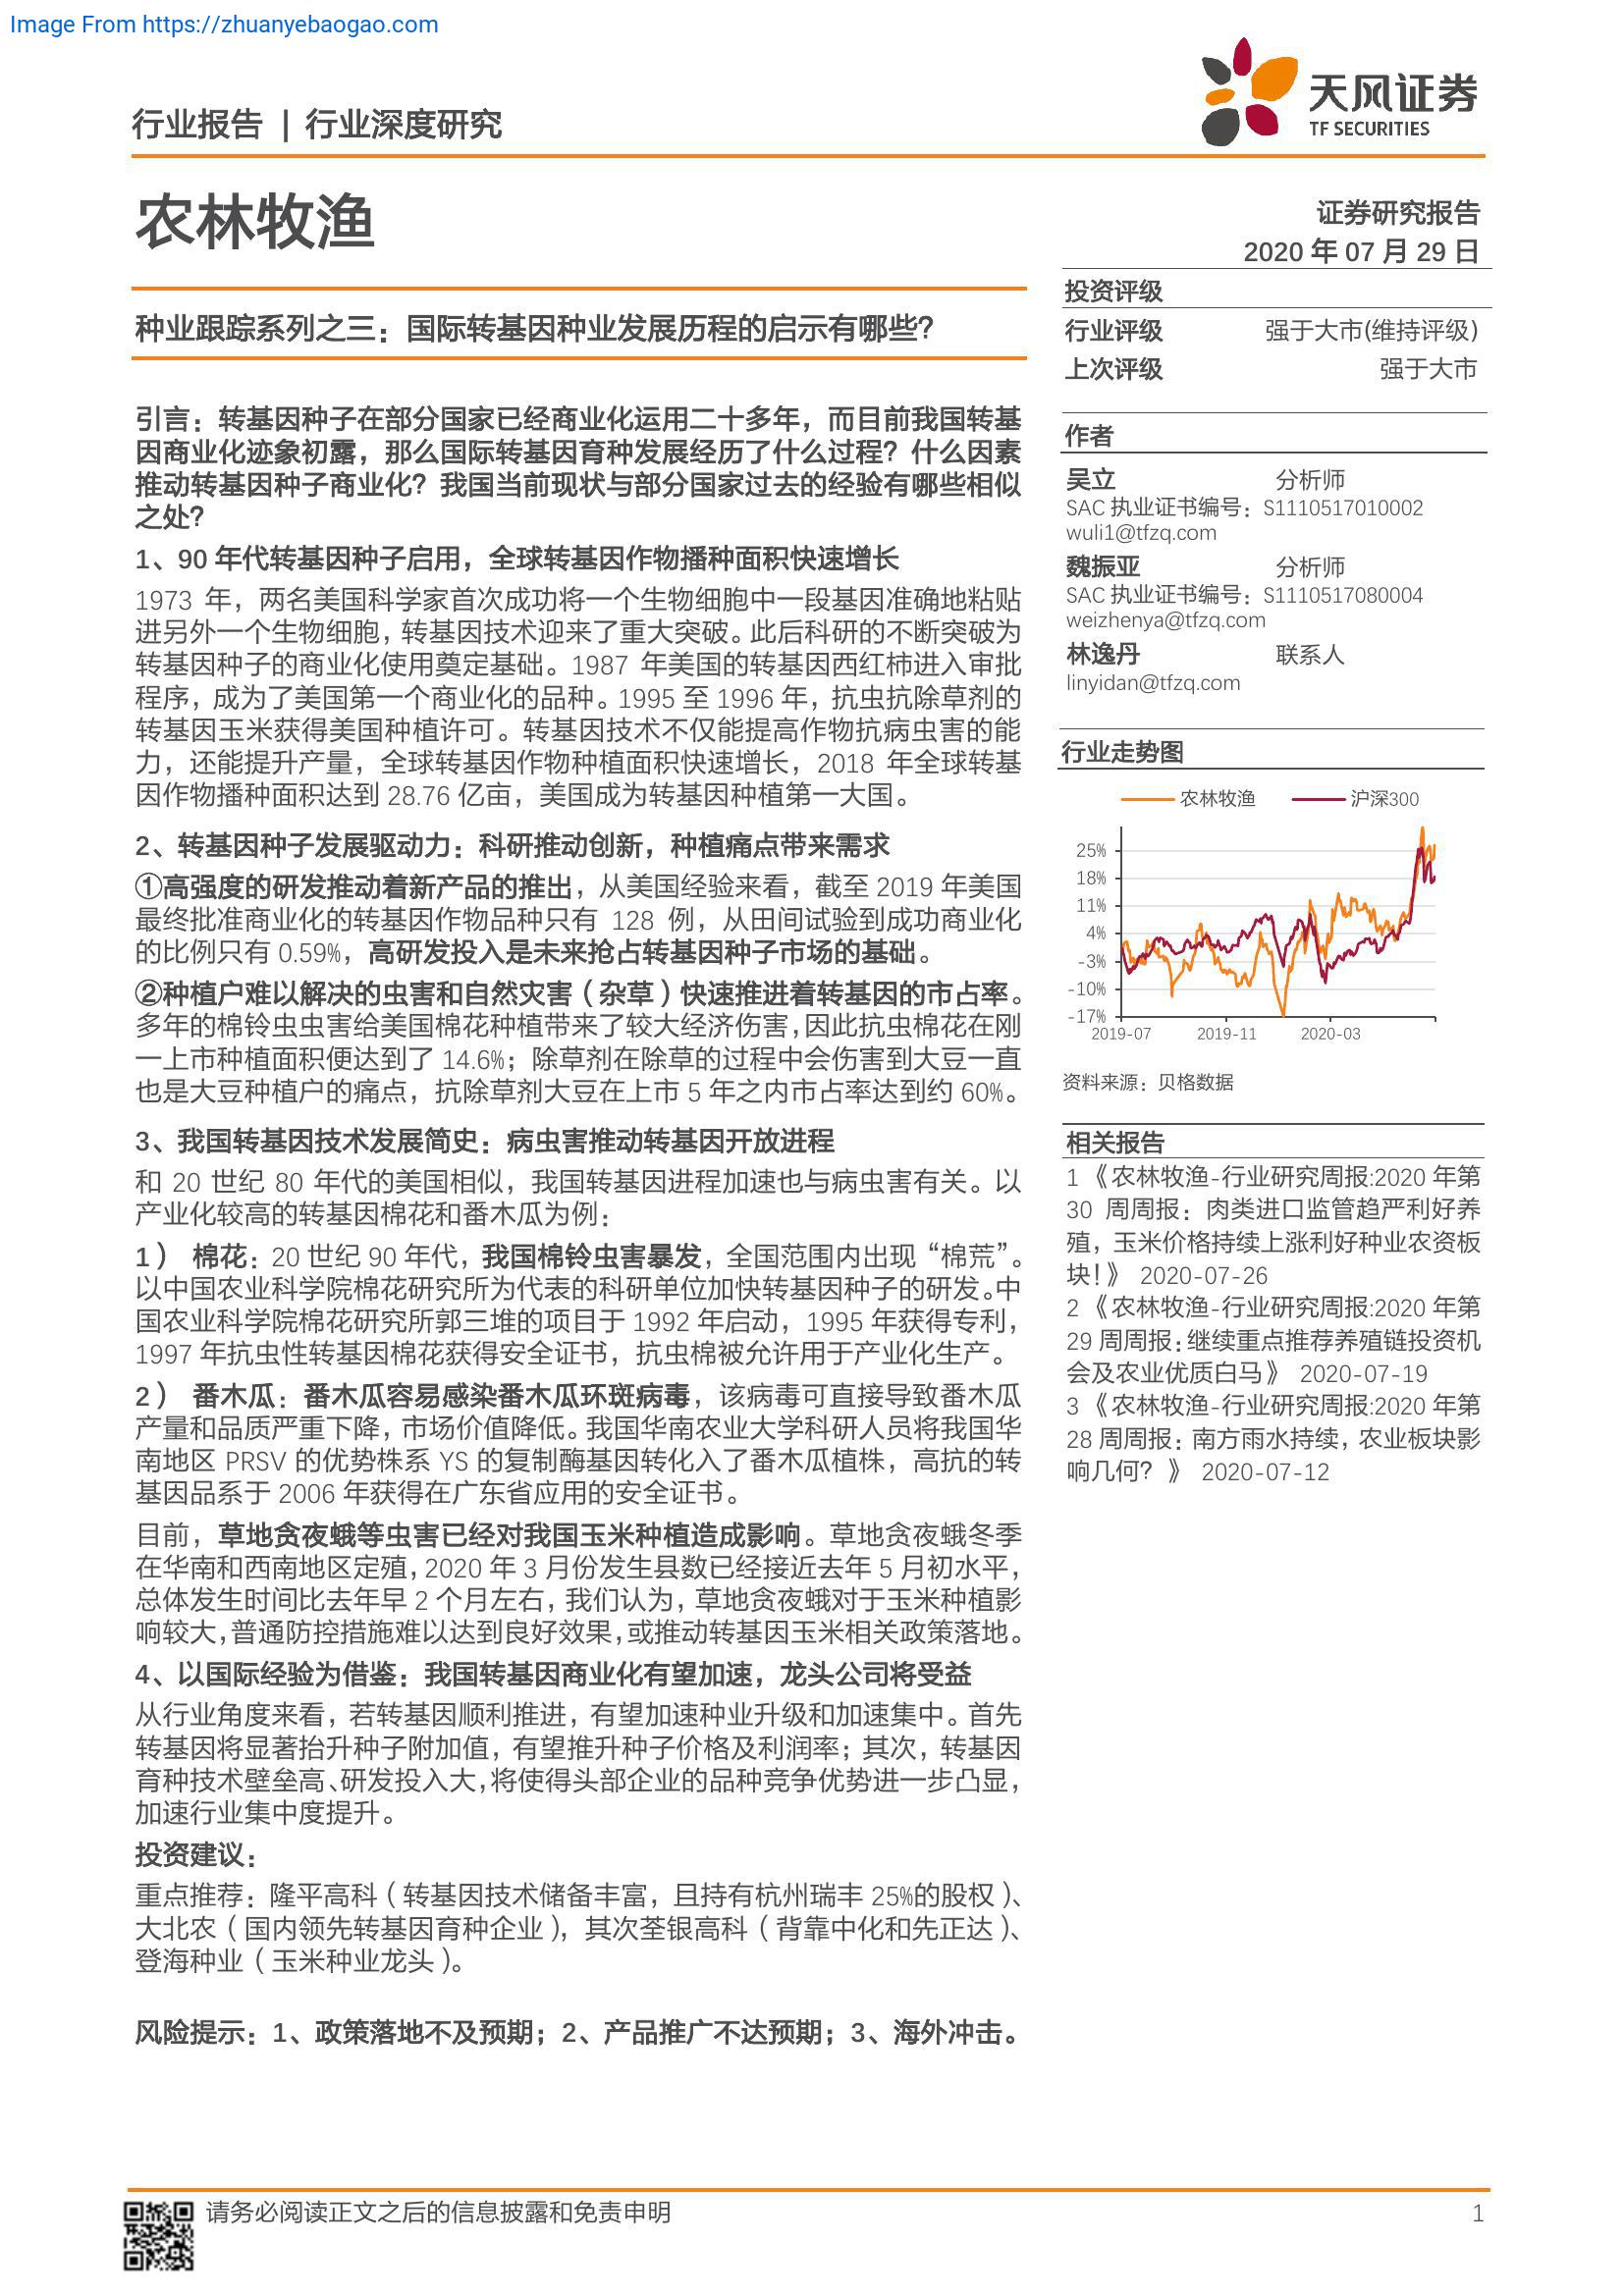 Image From https://zhuanyebaogao.com
行业报告 | 行业深度研究
天风证券
TF SECURITIES
农林牧渔
证券研究报告
2020 年 07 月 29 日
种业跟踪系列之三：国际转基因种业发展历程的启示有哪些？
引言：转基因种子在部分国家已经商业化运用二十多年，而目前我国转基
因商业化迹象初露，那么国际转基因育种发展经历了什么过程？什么因素
推动转基因种子商业化？我国当前现状与部分国家过去的经验有哪些相似
之处？
1、90 年代转基因种子启用，全球转基因作物播种面积快速增长
1973 年，两名美国科学家首次成功将一个生物细胞中一段基因准确地粘贴
进另外一个生物细胞，转基因技术迎来了重大突破。此后科研的不断突破为
转基因种子的商业化使用奠定基础。1987 年美国的转基因西红柿进入审批
程序，成为了美国第一个商业化的品种。1995 至 1996 年，抗虫抗除草剂的
转基因玉米获得美国种植许可。转基因技术不仅能提高作物抗病虫害的能
力，还能提升产量，全球转基因作物种植面积快速增长，2018 年全球转基
因作物播种面积达到 28.76 亿亩，美国成为转基因种植第一大国。
2、转基因种子发展驱动力：科研推动创新，种植痛点带来需求
①高强度的研发推动着新产品的推出，从美国经验来看，截至 2019 年美国
最终批准商业化的转基因作物品种只有 128 例，从田间试验到成功商业化
的比例只有 0.59%，高研发投入是未来抢占转基因种子市场的基础。
②种植户难以解决的虫害和自然灾害（杂草）快速推进着转基因的市占率。
多年的棉铃虫虫害给美国棉花种植带来了较大经济伤害，因此抗虫棉花在刚
一上市种植面积便达到了 14.6%；除草剂在除草的过程中会伤害到大豆一直
也是大豆种植户的痛点，抗除草剂大豆在上市 5 年之内市占率达到约 60%。
3、我国转基因技术发展简史：病虫害推动转基因开放进程
和 20 世纪 80 年代的美国相似，我国转基因进程加速也与病虫害有关。以
产业化较高的转基因棉花和番木瓜为例：
1） 棉花：20 世纪 90 年代，我国棉铃虫害暴发，全国范围内出现“棉荒”。
以中国农业科学院棉花研究所为代表的科研单位加快转基因种子的研发。中
国农业科学院棉花研究所郭三堆的项目于 1992 年启动，1995 年获得专利，
1997 年抗虫性转基因棉花获得安全证书，抗虫棉被允许用于产业化生产。
2） 番木瓜：番木瓜容易感染番木瓜环斑病毒，该病毒可直接导致番木瓜
产量和品质严重下降，市场价值降低。我国华南农业大学科研人员将我国华
南地区 PRSV 的优势株系 YS 的复制酶基因转化入了番木瓜植株，高抗的转
基因品系于 2006 年获得在广东省应用的安全证书。
目前，草地贪夜蛾等虫害已经对我国玉米种植造成影响。草地贪夜蛾冬季
在华南和西南地区定殖，2020 年 3 月份发生县数已经接近去年 5 月初水平，
总体发生时间比去年早 2 个月左右，我们认为，草地贪夜蛾对于玉米种植影
响较大，普通防控措施难以达到良好效果，或推动转基因玉米相关政策落地。
4、以国际经验为借鉴：我国转基因商业化有望加速，龙头公司将受益
从行业角度来看，若转基因顺利推进，有望加速种业升级和加速集中。首先
转基因将显著抬升种子附加值，有望推升种子价格及利润率；其次，转基因
育种技术壁垒高、研发投入大，将使得头部企业的品种竞争优势进一步凸显，
加速行业集中度提升。
投资建议：
重点推荐：隆平高科（转基因技术储备丰富，且持有杭州瑞丰 25%的股权）、
大北农（国内领先转基因育种企业），其次荃银高科（背靠中化和先正达）、
登海种业（玉米种业龙头）。
风险提示：1、政策落地不及预期；2、产品推广不达预期；3、海外冲击。
投资评级
行业评级 强于大市(维持评级)
上次评级 强于大市
作者
吴立 分析师
SAC 执业证书编号：S1110517010002
wuli1@tfzq.com
魏振亚 分析师
SAC 执业证书编号：S1110517080004
weizhenya@tfzq.com
林逸丹 联系人
linyidan@tfzq.com
行业走势图
农林牧渔 沪深300
25%
18%
11%
4%
-3%
-10%
-17%
2019-07 2019-11 2020-03
资料来源：贝格数据
相关报告
1 《农林牧渔-行业研究周报:2020 年第
30 周周报：肉类进口监管趋严利好养
殖，玉米价格持续上涨利好种业农资板
块！》 2020-07-26
2 《农林牧渔-行业研究周报:2020 年第
29 周周报：继续重点推荐养殖链投资机
会及农业优质白马》 2020-07-19
3 《农林牧渔-行业研究周报:2020 年第
28 周周报：南方雨水持续，农业板块影
响几何？》 2020-07-12
请务必阅读正文之后的信息披露和免责申明 1